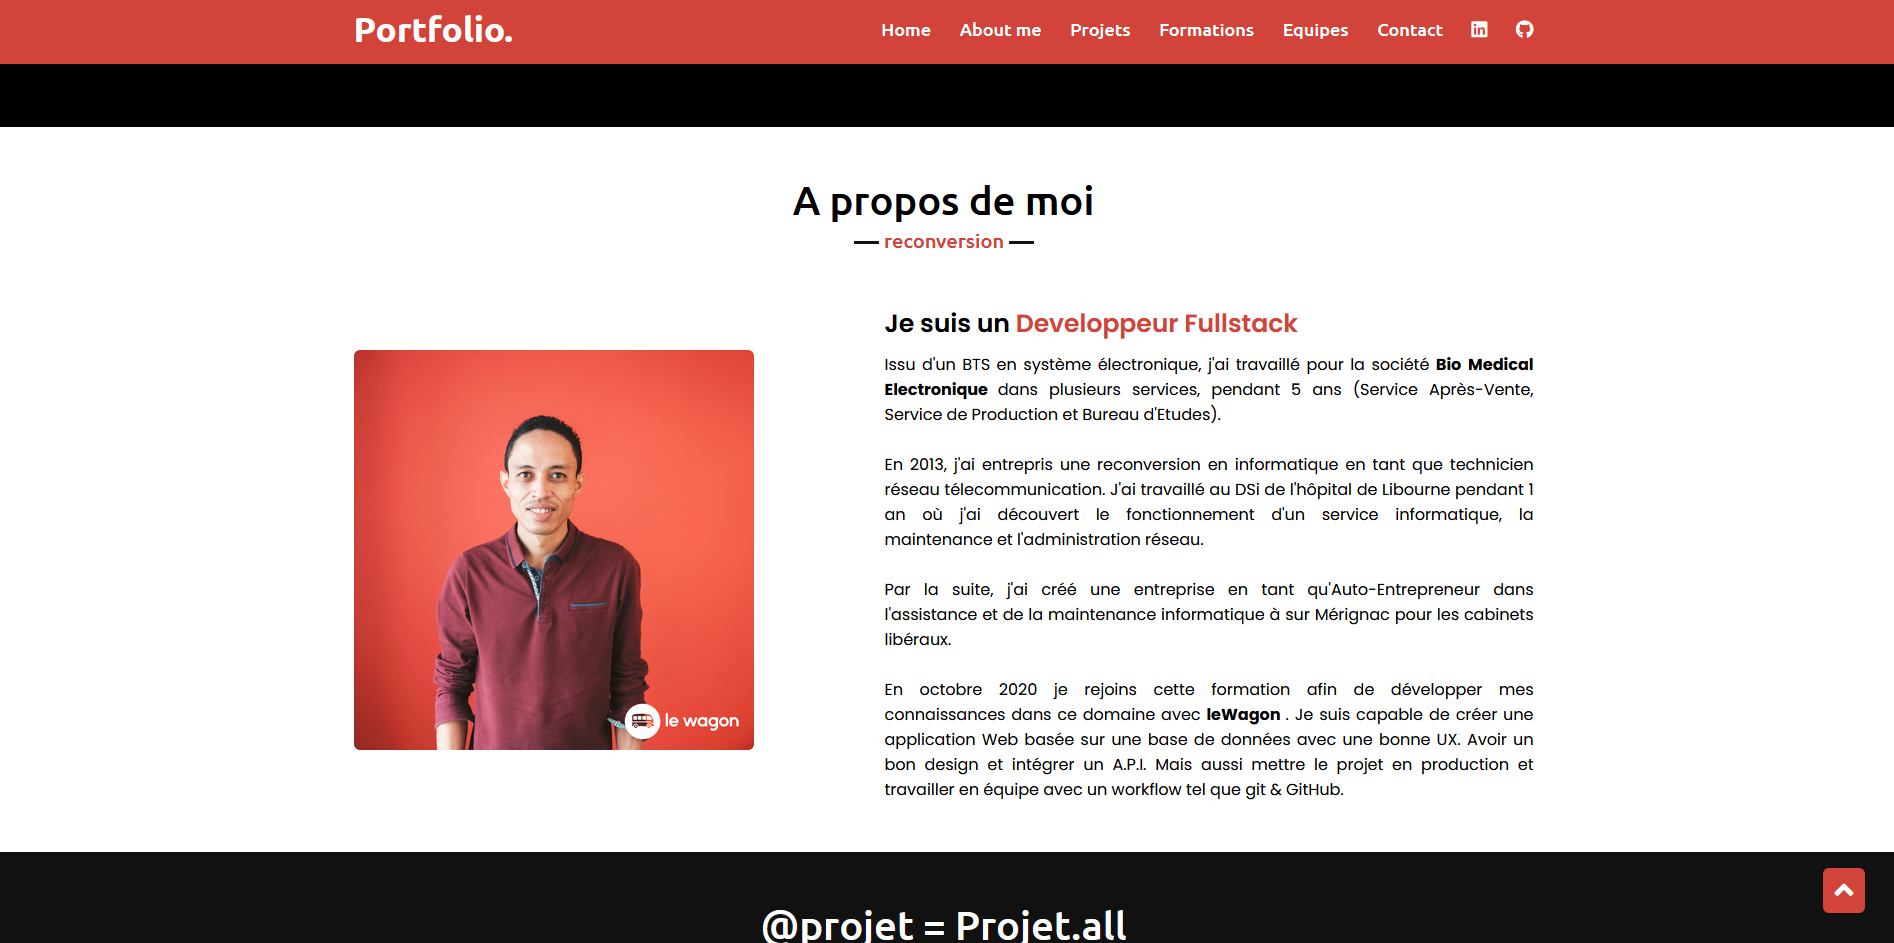 Portfolio.
Home About me Projets Formations Equipes Contact
A propos de moi
reconversion
Je suis un Developpeur Fullstack
Issu d'un BTS en système électronique, j'ai travaillé pour la société Bio Medical
Electronique dans plusieurs services, pendant 5 ans (Service Après-Vente,
Service de Production et Bureau d'Etudes).
En 2013, j'ai entrepris une reconversion en informatique en tant que technicien
réseau télecommunication. J'ai travaillé au DSi de l'hôpital de Libourne pendant 1
an où j'ai découvert le fonctionnement d'un service informatique, la
maintenance et l'administration réseau.
Par la suite, j'ai créé une entreprise en tant qu'Auto-Entrepreneur dans
l'assistance et de la maintenance informatique à sur Mérignac pour les cabinets
libéraux.
En octobre 2020 je rejoins cette formation afin de développer mes
connaissances dans ce domaine avec leWagon . Je suis capable de créer une
application Web basée sur une base de données avec une bonne UX. Avoir un
bon design et intégrer un A.P.I. Mais aussi mettre le projet en production et
travailler en équipe avec un workflow tel que git & GitHub.
le wagon
@projet = Projet.all